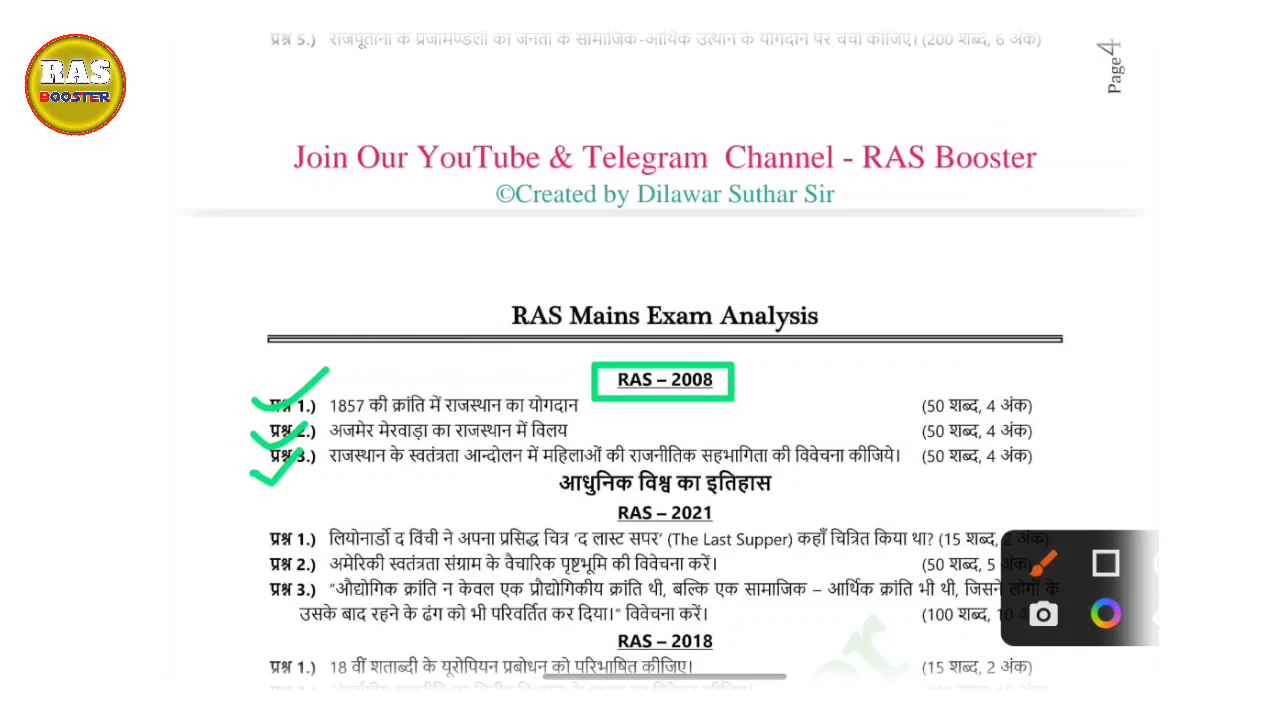 RAS
BOOSTER
प्रश्न 5.) राजपूताना के प्रजामण्डलों का जनता के सामाजिक-आर्थिक उत्थान के योगदान पर चर्चा कीजिए। (200 शब्द, 6 अंक)
Page 4
Join Our YouTube & Telegram Channel - RAS Booster
©Created by Dilawar Suthar Sir
RAS Mains Exam Analysis
RAS – 2008
प्रश्न 1.) 1857 की क्रांति में राजस्थान का योगदान (50 शब्द, 4 अंक)
प्रश्न 2.) अजमेर मेरवाड़ा का राजस्थान में विलय (50 शब्द, 4 अंक)
प्रश्न 3.) राजस्थान के स्वतंत्रता आन्दोलन में महिलाओं की राजनीतिक सहभागिता की विवेचना कीजिये। (50 शब्द, 4 अंक)
आधुनिक विश्व का इतिहास
RAS – 2021
प्रश्न 1.) लियोनार्डो द विंची ने अपना प्रसिद्ध चित्र ‘द लास्ट सपर’ (The Last Supper) कहाँ चित्रित किया था? (15 शब्द, 2 अंक)
प्रश्न 2.) अमेरिकी स्वतंत्रता संग्राम के वैचारिक पृष्टभूमि की विवेचना करें। (50 शब्द, 5 अंक)
प्रश्न 3.) “औद्योगिक क्रांति न केवल एक प्रौद्योगिकीय क्रांति थी, बल्कि एक सामाजिक – आर्थिक क्रांति भी थी, जिसने लोगों के
उसके बाद रहने के ढंग को भी परिवर्तित कर दिया।“ विवेचना करें। (100 शब्द, 10 अंक)
RAS – 2018
प्रश्न 1.) 18 वीं शताब्दी के यूरोपियन प्रबोधन को परिभाषित कीजिए। (15 शब्द, 2 अंक)